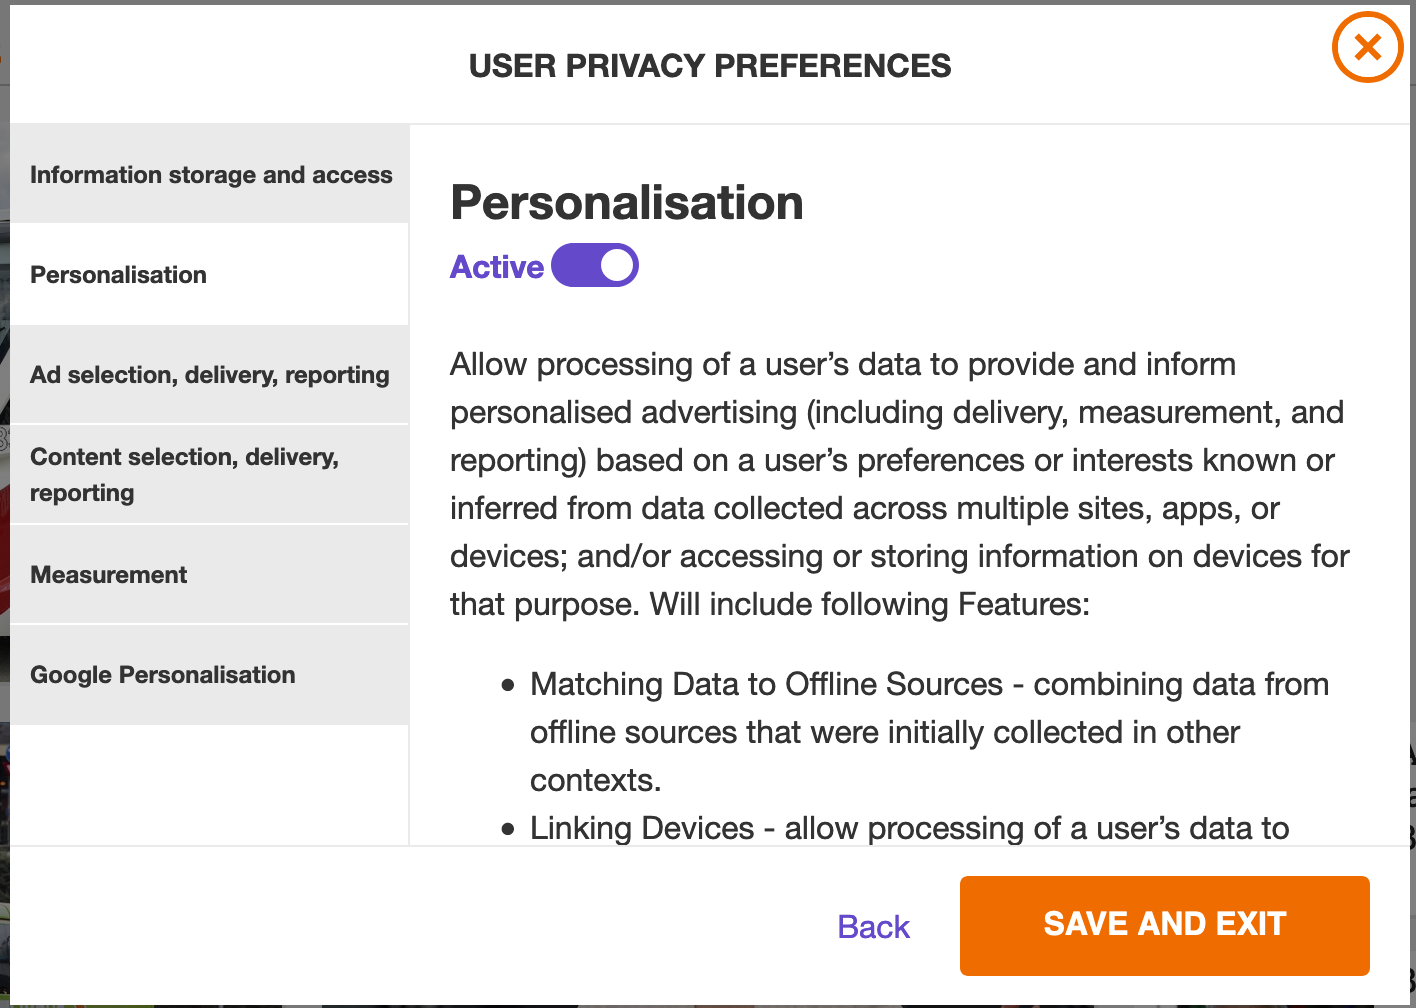 USER PRIVACY PREFERENCES
Information storage and access
Personalisation
Ad selection, delivery, reporting
Content selection, delivery,
reporting
Measurement
Google Personalisation
Personalisation
Active
Allow processing of a user’s data to provide and inform
personalised advertising (including delivery, measurement, and
reporting) based on a user’s preferences or interests known or
inferred from data collected across multiple sites, apps, or
devices; and/or accessing or storing information on devices for
that purpose. Will include following Features:
• Matching Data to Offline Sources - combining data from
offline sources that were initially collected in other
contexts.
• Linking Devices - allow processing of a user’s data to
Back
SAVE AND EXIT